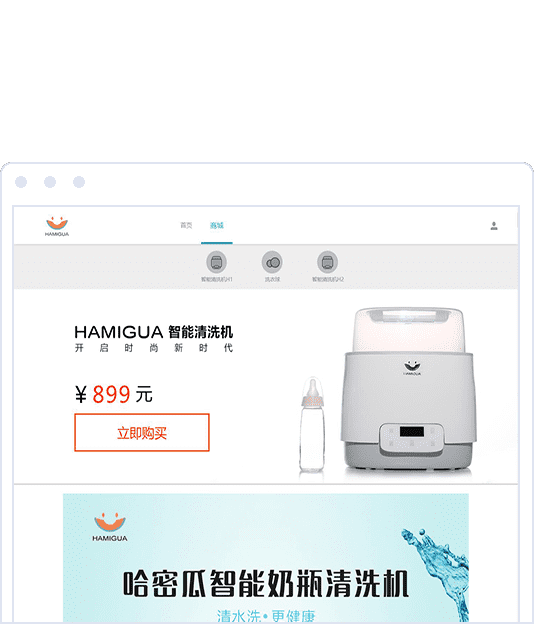 HAMIGUA
首页
商城
智能清洗机H1
洗衣球
智能清洗机H2
HAMIGUA 智能清洗机
开启时尚新时代
¥ 899 元
立即购买
HAMIGUA
HAMIGUA
哈密瓜智能奶瓶清洗机
清水洗•更健康